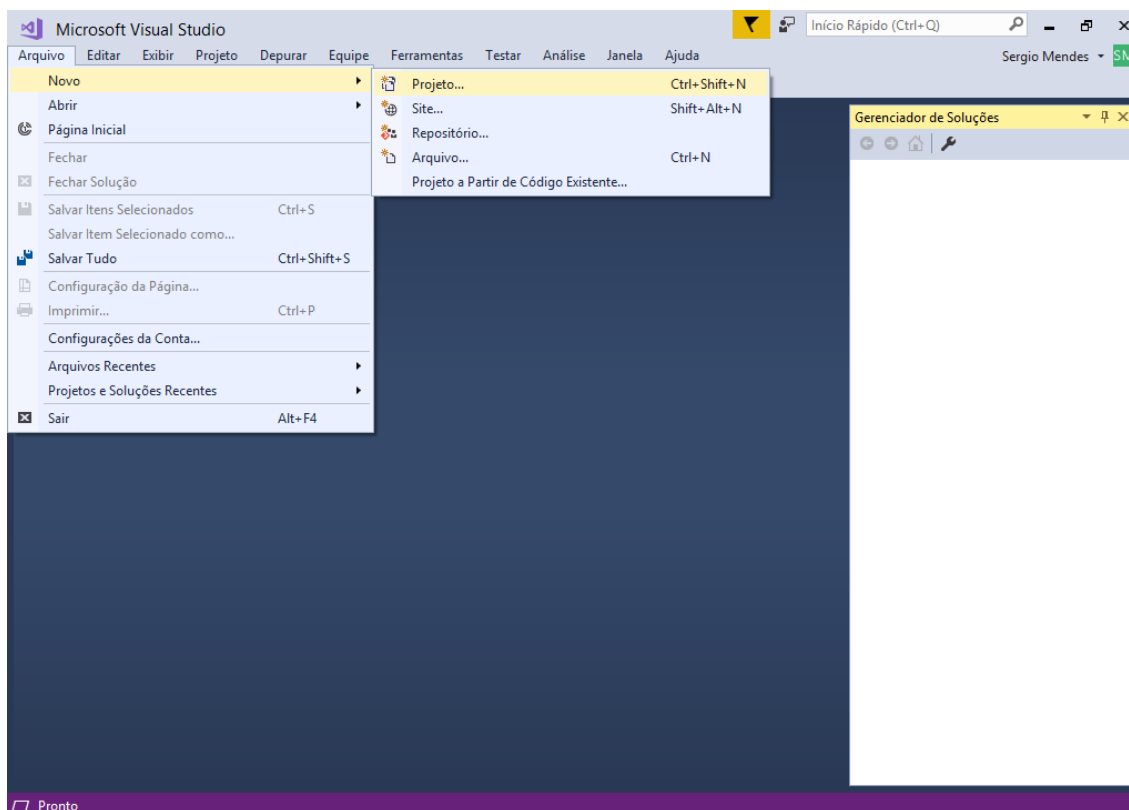 Microsoft Visual Studio
Início Rápido (Ctrl+Q)
Arquivo Editar Exibir Projeto Depurar Equipe Ferramentas Testar Análise Janela Ajuda
Sergio Mendes SM
Novo
Abrir
Página Inicial
Fechar
Fechar Solução
Salvar Itens Selecionados Ctrl+S
Salvar Item Selecionado como...
Salvar Tudo Ctrl+Shift+S
Configuração da Página...
Imprimir... Ctrl+P
Configurações da Conta...
Arquivos Recentes
Projetos e Soluções Recentes
Sair Alt+F4
Projeto... Ctrl+Shift+N
Site... Shift+Alt+N
Repositório...
Arquivo... Ctrl+N
Projeto a Partir de Código Existente...
Gerenciador de Soluções
Pronto